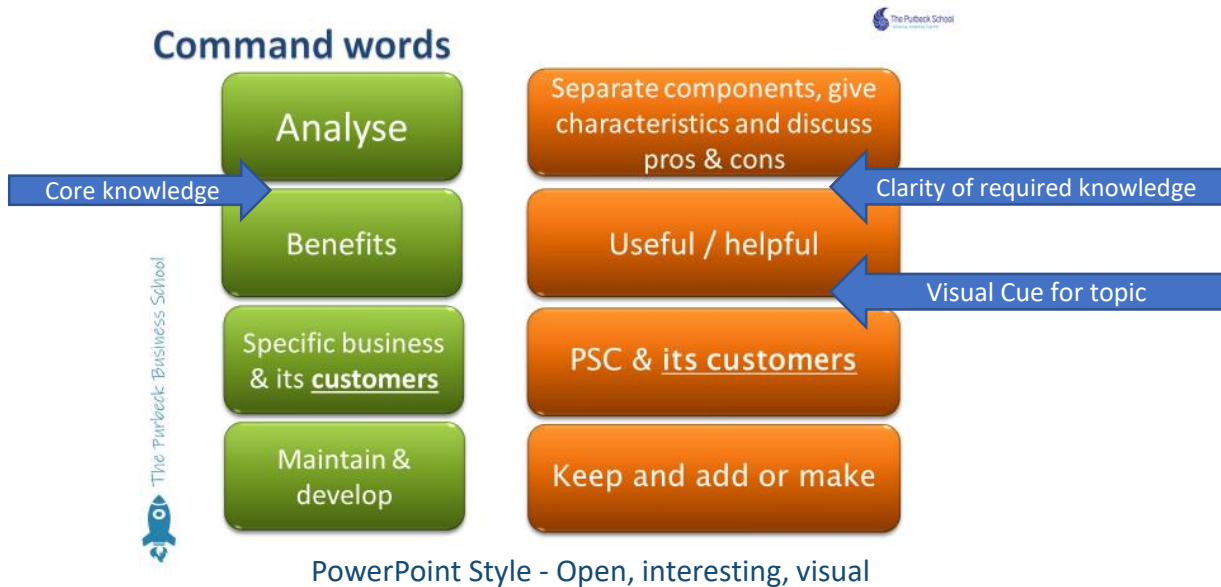 The Purbeck School
Command words
Analyse
Separate components, give
characteristics and discuss
pros & cons
Core knowledge
Clarity of required knowledge
Benefits
Useful / helpful
Visual Cue for topic
Specific business
& its customers
PSC & its customers
Maintain &
develop
Keep and add or make
The Purbeck Business School
PowerPoint Style - Open, interesting, visual